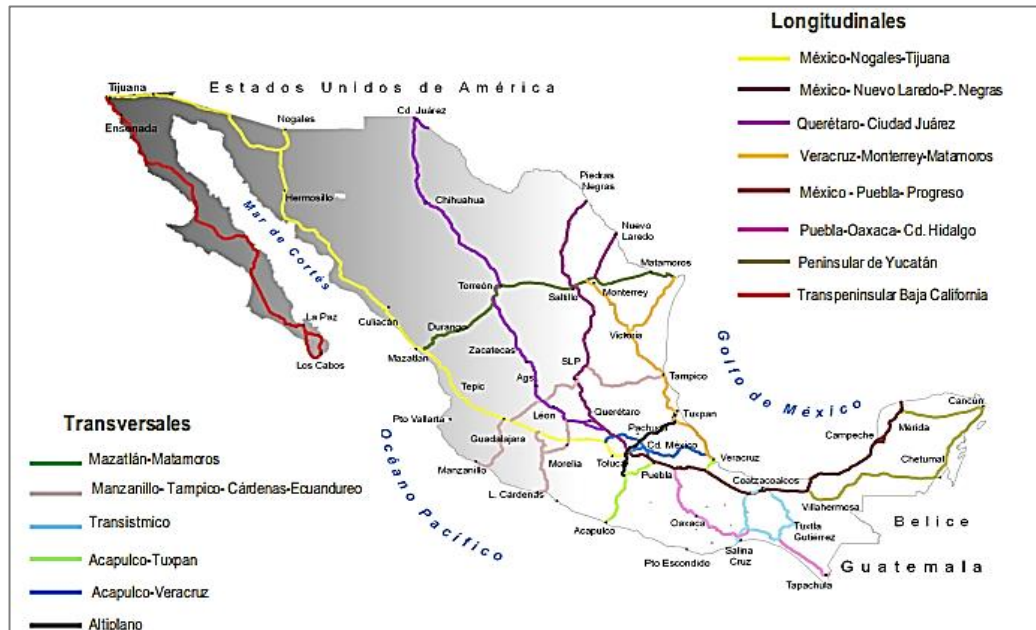 Longitudinales
México-Nogales-Tijuana
México- Nuevo Laredo-P. Negras
Querétaro- Ciudad Juárez
Veracruz-Monterrey-Matamoros
México - Puebla- Progreso
Puebla-Oaxaca- Cd. Hidalgo
Peninsular de Yucatán
Transpeninsular Baja California
Estados Unidos de América
Tijuana
Ensenada
Nogales
Cd. Juárez
Hermosillo
Chihuahua
Piedras
Negras
Nuevo
Laredo
Mar de Cortés
Matamoros
Torreón
Saltillo
Monterrey
La Paz
Culiacán
Durango
Victoria
Los Cabos
Mazatlán
Zacatecas
SLP
Tampico
Golfo de México
Tepic
Ags
Pto Vallarta
León
Querétaro
Tuxpan
Pachuca
Cancún
Mérida
Guadalajara
Cd. México
Campeche
Manzanillo
Morelia
Toluca
Veracruz
Chetumal
L. Cárdenas
Puebla
Coatzacoalcos
Villahermosa
Océano Pacífico
Acapulco
Oaxaca
Tuxtla
Gutiérrez
Belice
Pto Escondido
Salina
Cruz
Guatemala
Tapachula
Transversales
Mazatlán-Matamoros
Manzanillo- Tampico- Cárdenas-Ecuandureo
Transistmico
Acapulco-Tuxpan
Acapulco-Veracruz
Altiplano